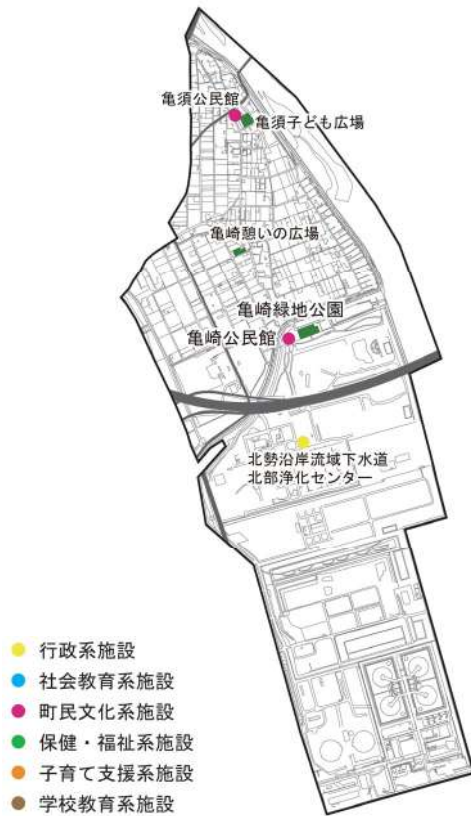 亀須公民館
亀須子ども広場
亀崎憩いの広場
亀崎緑地公園
亀崎公民館
北勢沿岸流域下水道
北部浄化センター
行政系施設
社会教育系施設
町民文化系施設
保健・福祉系施設
子育て支援系施設
学校教育系施設